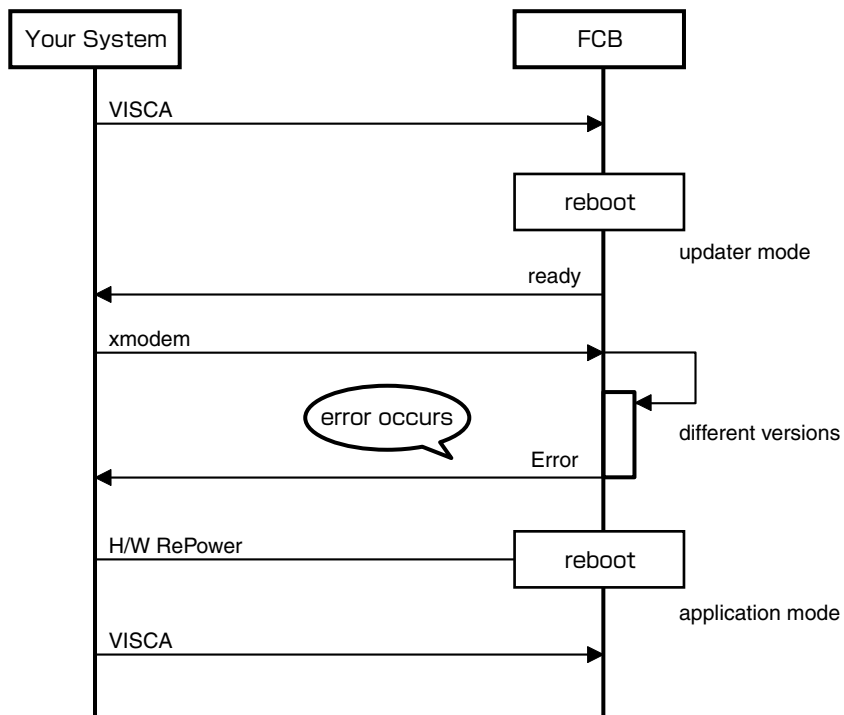 Your System
FCB
VISCA
reboot
updater mode
ready
xmodem
error occurs
different versions
Error
H/W RePower
reboot
application mode
VISCA